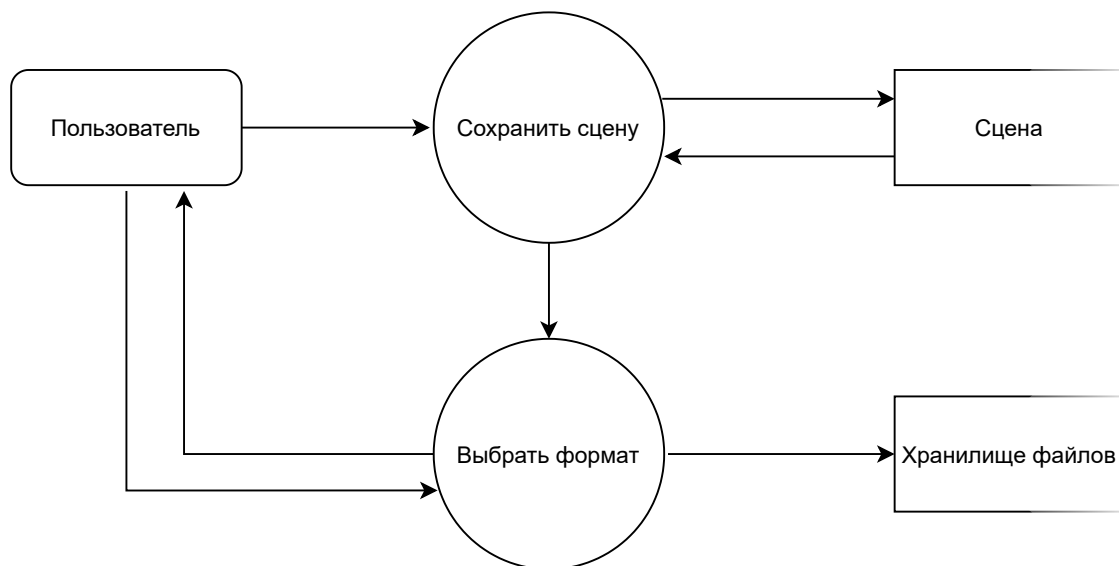 Пользователь
Сохранить сцену
Сцена
Выбрать формат
Хранилище файлов